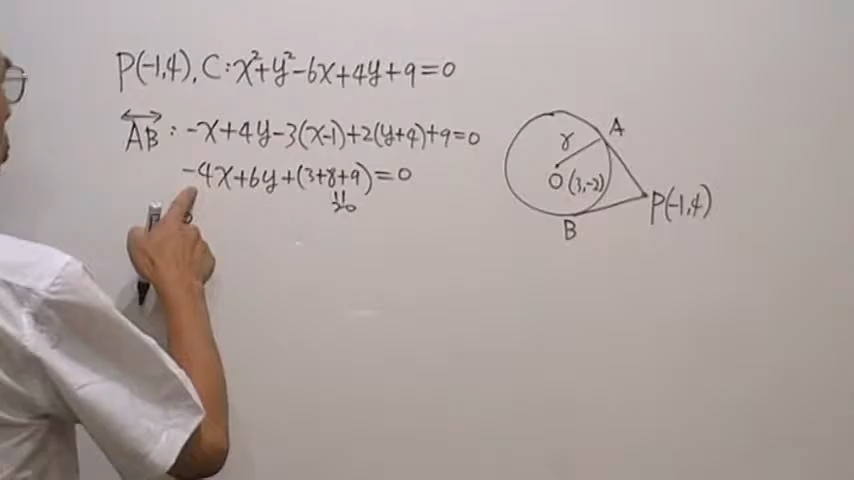 P(-1,4), C:x²+y²-6x+4y+9=0
AB: -x+4y-3(x-1)+2(y+4)+9=0
-4x+6y+(3+8+9)=0
20
A
r
O(3,-2)
P(-1,4)
B